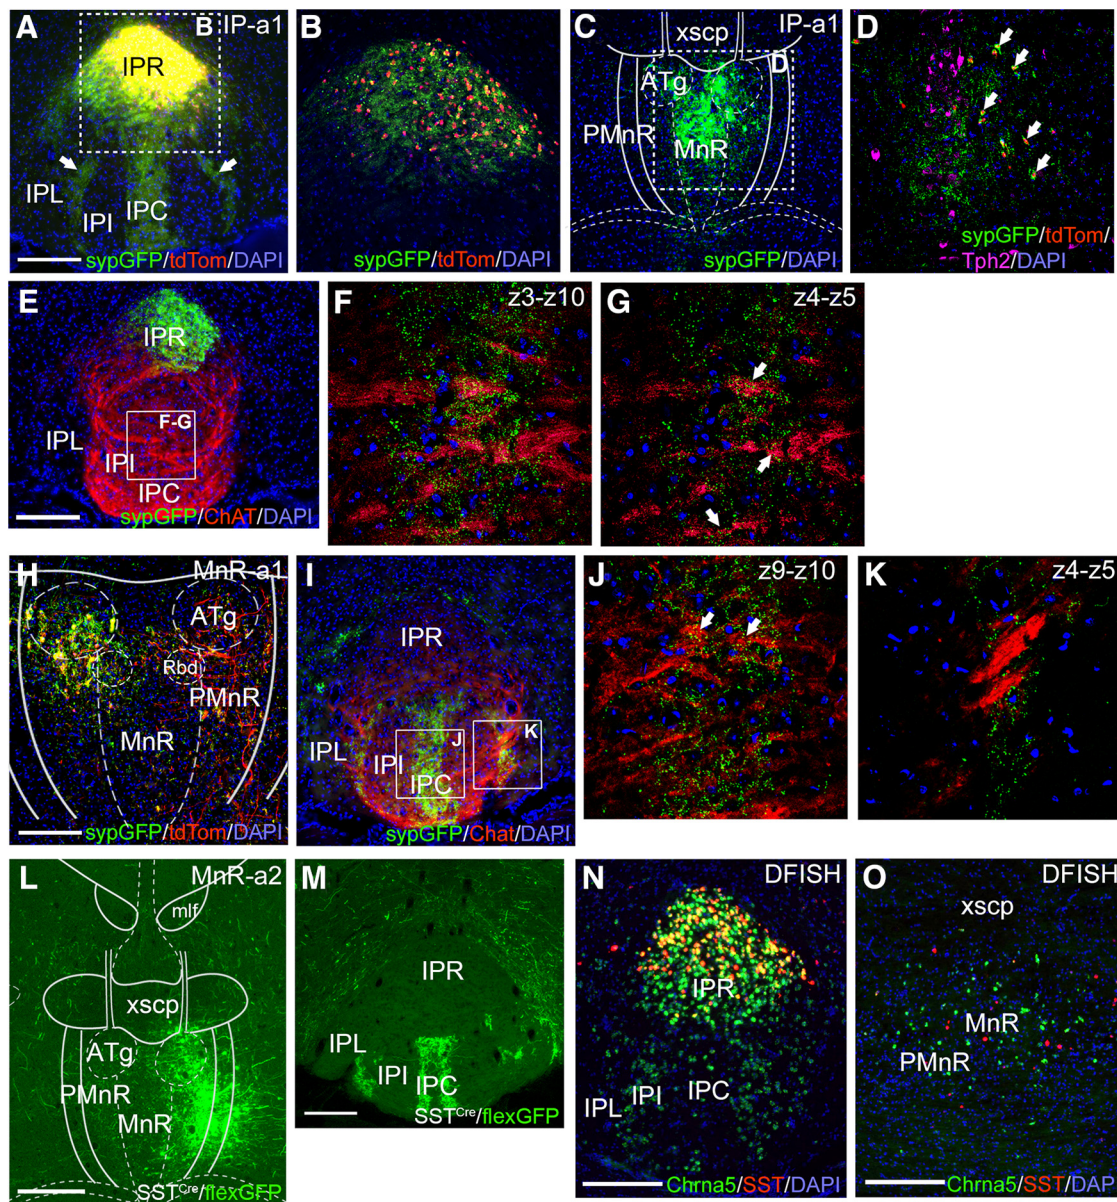 A
B
IP-a1
IPR
IPL
IPI
IPC
sypGFP/tdTom/DAPI
B
sypGFP/tdTom/DAPI
C
xscp
IP-a1
D
ATg
PMnR
MnR
sypGFP/DAPI
D
sypGFP/tdTom/
Tph2/DAPI
E
IPR
F-G
IPL
IPI
IPC
sypGFP/ChAT/DAPI
F
z3-z10
G
z4-z5
H
MnR-a1
ATg
Rbd
PMnR
MnR
sypGFP/tdTom/DAPI
I
IPR
J
K
IPL
IPI
IPC
sypGFP/Chat/DAPI
J
z9-z10
K
z4-z5
L
MnR-a2
mlf
xscp
ATg
PMnR
MnR
SSTCre/flexGFP
M
IPR
IPL
IPI
IPC
SSTCre/flexGFP
N
DFISH
IPR
IPL
IPI
IPC
Chrna5/SST/DAPI
O
DFISH
xscp
MnR
PMnR
Chrna5/SST/DAP